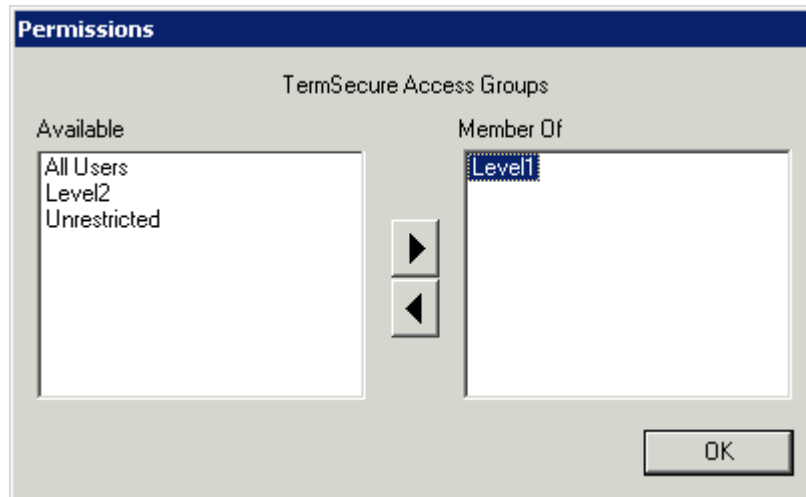 Permissions
TermSecure Access Groups
Available
Member Of
All Users
Level2
Unrestricted
Level1
OK